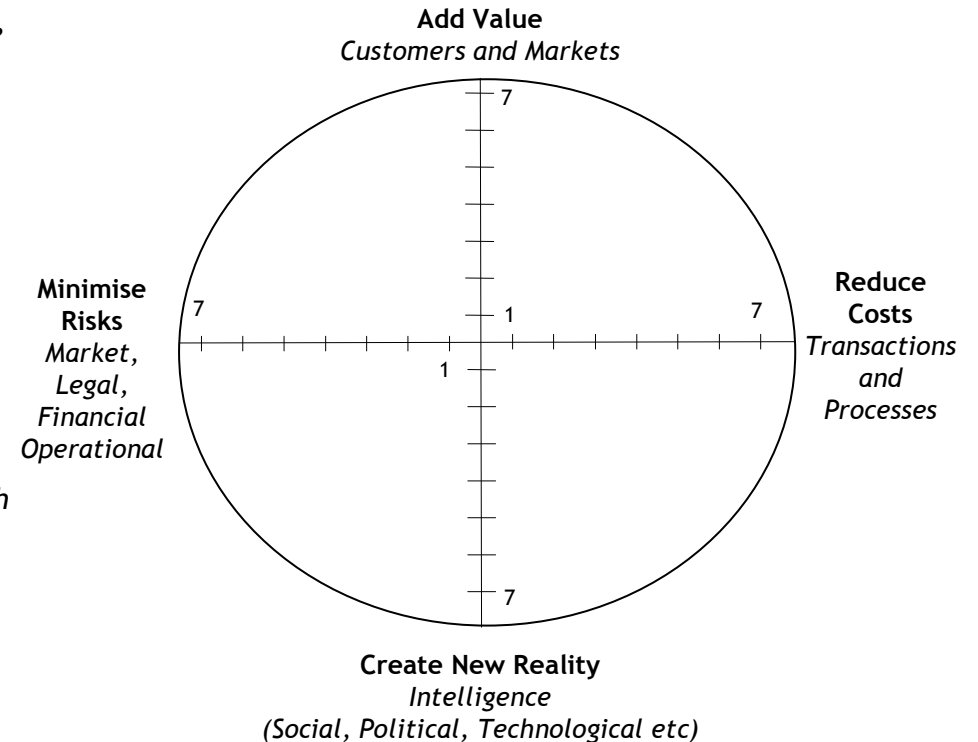 Add Value
Customers and Markets
7
Minimise
Risks
Market,
Legal,
Financial
Operational
7
1
1
7
Reduce
Costs
Transactions
and
Processes
7
Create New Reality
Intelligence
(Social, Political, Technological etc)